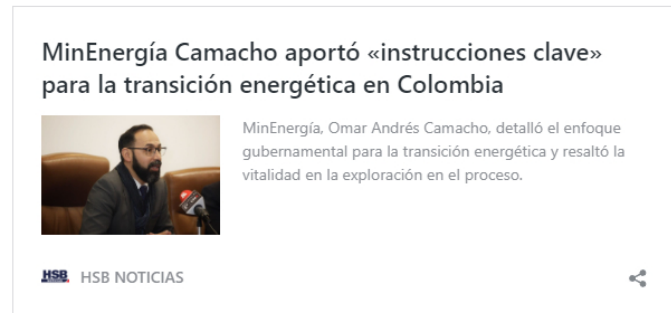 MinEnergía Camacho aportó «instrucciones clave»
para la transición energética en Colombia
MinEnergía, Omar Andrés Camacho, detalló el enfoque
gubernamental para la transición energética y resaltó la
vitalidad en la exploración en el proceso.
HSB HSB NOTICIAS